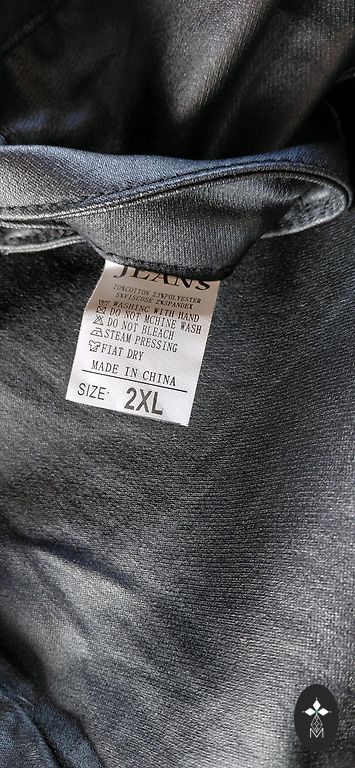 JEANS
70%COTTON 23%POLYESTER
5%VISCOSE 2%SPANDEX
WASHING WITH HAND
DO NOT MCHINE WASH
DO NOT BLEACH
STEAM PRESSING
FIAT DRY
MADE IN CHINA
SIZE: 2XL
M